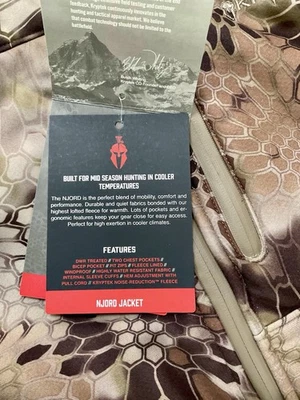 feedback, Kryptek continuously
hunting and tactical apparel market. We believe
that combat technology should not be limited to the
battlefield.
BUILT FOR MID SEASON HUNTING IN COOLER
TEMPERATURES
The NJORD is the perfect blend of mobility, comfort and
performance. Durable and quiet fabrics bonded with our
highest lofted fleece for warmth. Lots of pockets and er-
gonomic features keep your gear close for easy access.
Perfect for high exertion in cooler climates.
FEATURES
DWR TREATED // TWO CHEST POCKETS //
BICEP POCKET // PIT ZIPS // FLEECE LINED //
WINDPROOF // HIGHLY WATER RESISTANT FABRIC //
INTERNAL SLEEVE CUFFS // HEM ADJUSTMENT WITH
PULL CORD // KRYPTEK NOISE-REDUCTION™ FLEECE
NJORD JACKET